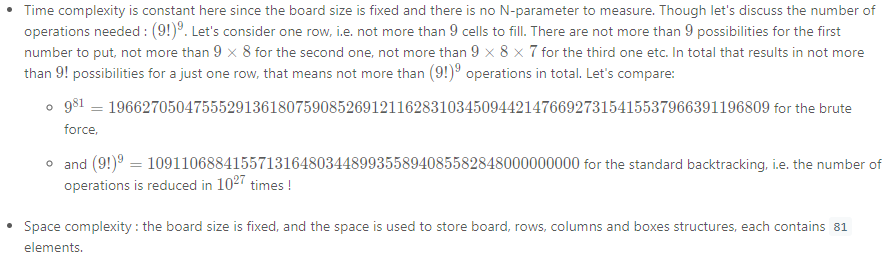 • Time complexity is constant here since the board size is fixed and there is no N-parameter to measure. Though let's discuss the number of
operations needed : (9!)⁹. Let's consider one row, i.e. not more than 9 cells to fill. There are not more than 9 possibilities for the first
number to put, not more than 9 × 8 for the second one, not more than 9 × 8 × 7 for the third one etc. In total that results in not more
than 9! possibilities for a just one row, that means not more than (9!)⁹ operations in total. Let's compare:
◦ 9⁸¹ = 196627050475552913618075908526912116283103450944214766927315415537966391196809 for the brute
force,
◦ and (9!)⁹ = 109110688415571316480344899355894085582848000000000 for the standard backtracking, i.e. the number of
operations is reduced in 10²⁷ times !
• Space complexity : the board size is fixed, and the space is used to store board, rows, columns and boxes structures, each contains 81
elements.